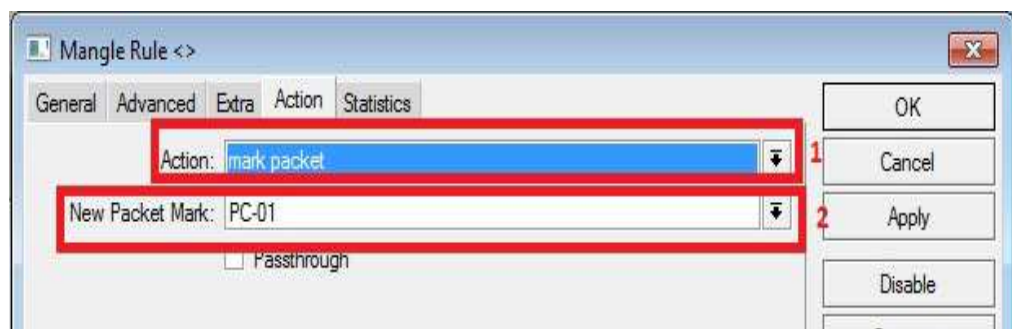 Mangle Rule <>
General Advanced Extra Action Statistics
OK
Action: mark packet
1
Cancel
New Packet Mark: PC-01
2
Apply
Passthrough
Disable